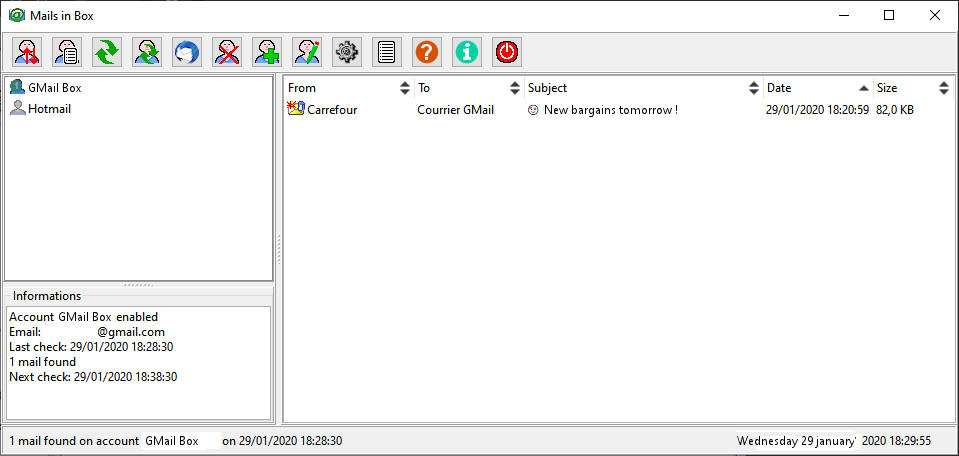 Mails in Box
GMail Box
Hotmail
From To Subject Date Size
Carrefour Courrier GMail New bargains tomorrow ! 29/01/2020 18:20:59 82,0 KB
Informations
Account GMail Box enabled
Email: @gmail.com
Last check: 29/01/2020 18:28:30
1 mail found
Next check: 29/01/2020 18:38:30
1 mail found on account GMail Box on 29/01/2020 18:28:30
Wednesday 29 january' 2020 18:29:55